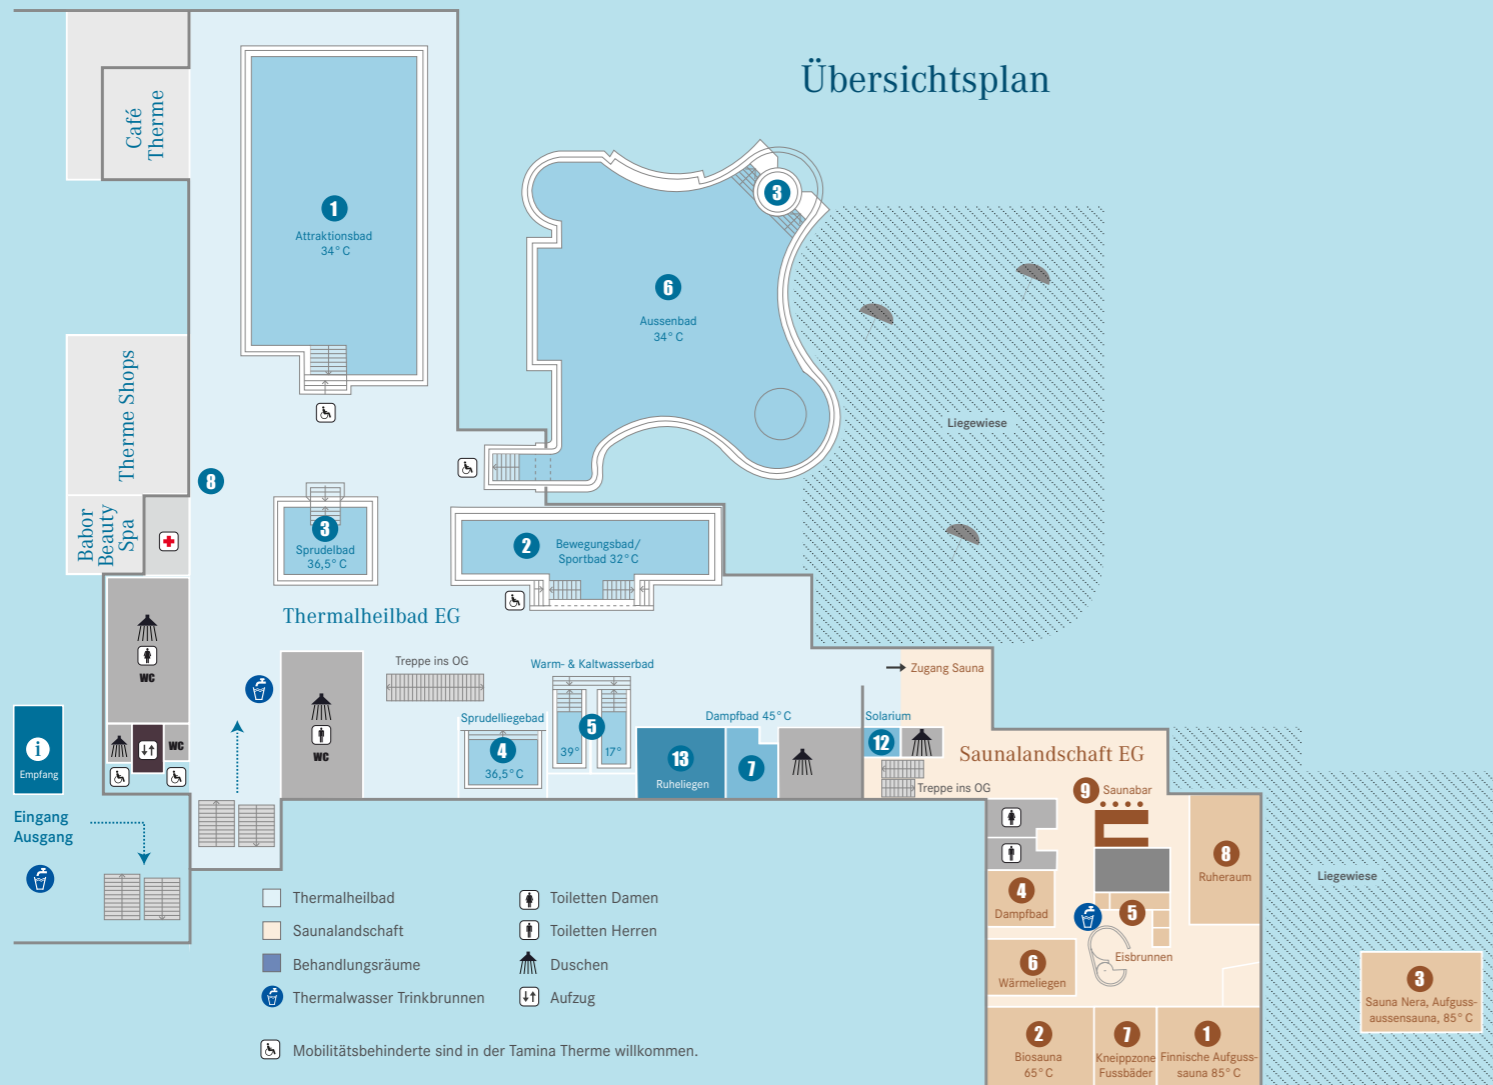 Übersichtsplan
Café
Therme
1
Attraktionsbad
34° C
3
6
Aussenbad
34° C
Liegewiese
Therme Shops
8
Babor
Beauty
Spa
3
Sprudelbad
36,5° C
2
Bewegungsbad/
Sportbad 32° C
Thermalheilbad EG
WC
WC
WC
Treppe ins OG
Warm- & Kaltwasserbad
Sprudelliegebad
4
36,5° C
5
39°
17°
13
Ruheliegen
Dampfbad 45° C
7
Solarium
12
Zugang Sauna
Saunalandschaft EG
Treppe ins OG
i
Empfang
Eingang
Ausgang
9
Saunabar
8
Ruheraum
4
Dampfbad
5
Eisbrunnen
6
Wärmeliegen
2
Biosauna
65° C
7
Kneippzone
Fussbäder
1
Finnische Aufguss-
sauna 85° C
Liegewiese
3
Sauna Nera, Aufguss-
aussensauna, 85° C
Thermalheilbad
Saunalandschaft
Behandlungsräume
Thermalwasser Trinkbrunnen
Toiletten Damen
Toiletten Herren
Duschen
Aufzug
Mobilitätsbehinderte sind in der Tamina Therme willkommen.